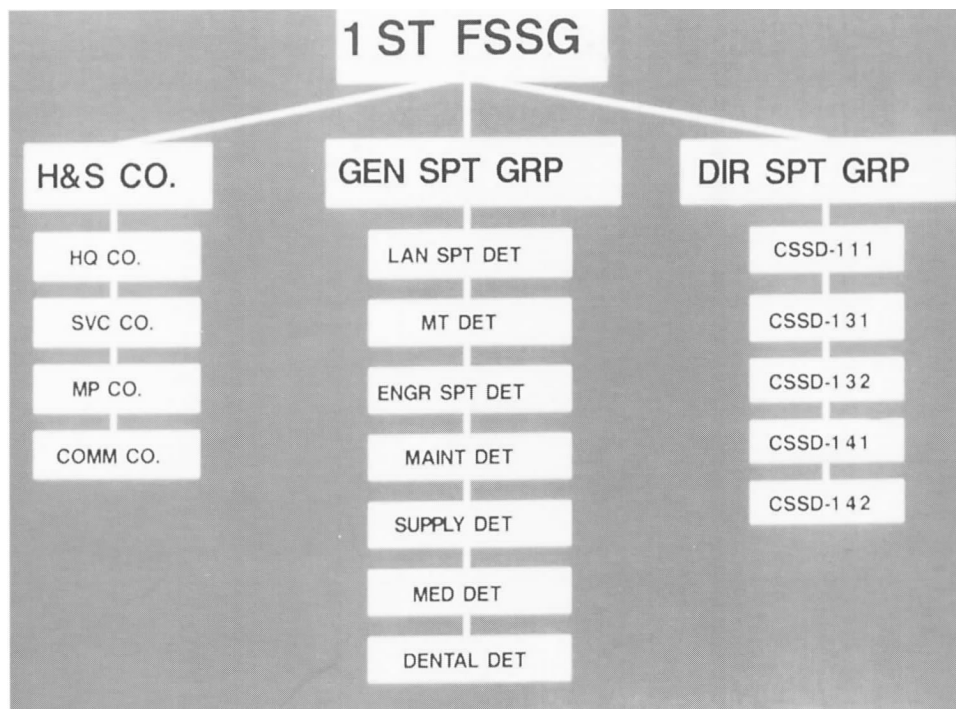 1 ST FSSG
H&S CO.
HQ CO.
SVC CO.
MP CO.
COMM CO.
GEN SPT GRP
LAN SPT DET
MT DET
ENGR SPT DET
MAINT DET
SUPPLY DET
MED DET
DENTAL DET
DIR SPT GRP
CSSD-111
CSSD-131
CSSD-132
CSSD-141
CSSD-142